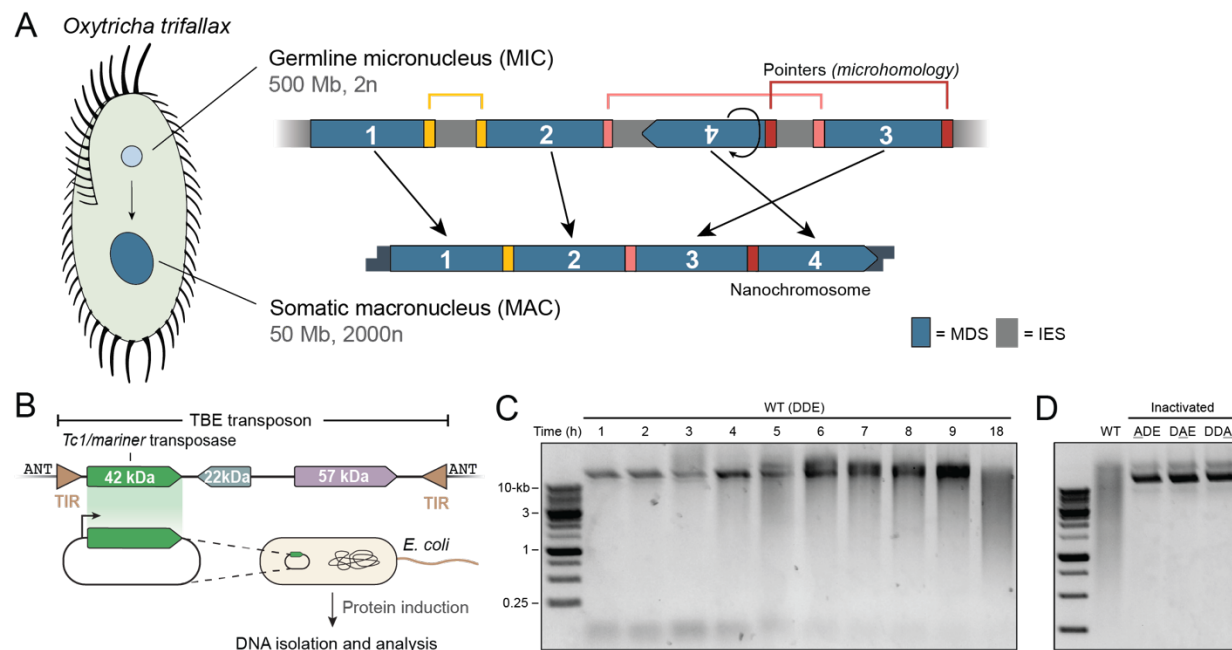 A
Oxytricha trifallax
Germline micronucleus (MIC)
500 Mb, 2n
Somatic macronucleus (MAC)
50 Mb, 2000n
Pointers (microhomology)
1
2
4
3
1
2
3
4
Nanochromosome
= MDS
= IES
B
TBE transposon
Tc1/mariner transposase
ANT
42 kDa
22kDa
57 kDa
ANT
TIR
TIR
E. coli
Protein induction
DNA isolation and analysis
C
WT (DDE)
Time (h) 1 2 3 4 5 6 7 8 9 18
10-kb
3
1
0.25
D
Inactivated
WT ADE DAE DDA